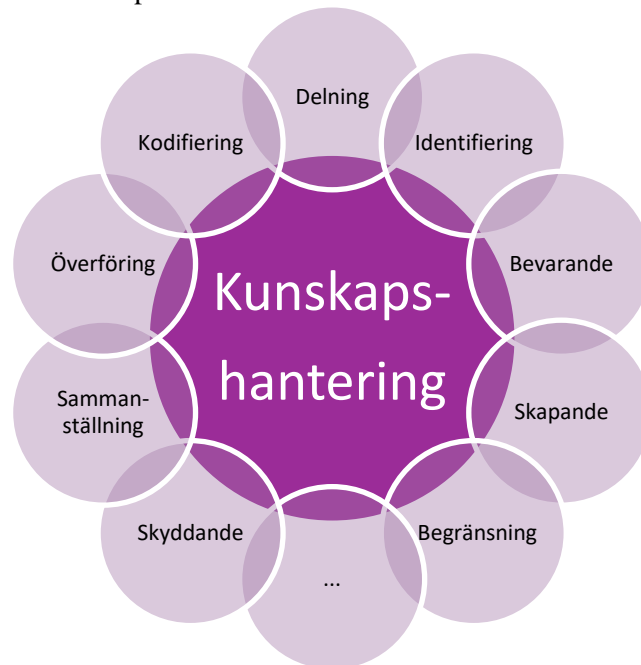 Delning
Kodifiering
Identifiering
Överföring
Bevarande
Kunskaps-
hantering
Samman-
ställning
Skapande
Skyddande
Begränsning
...